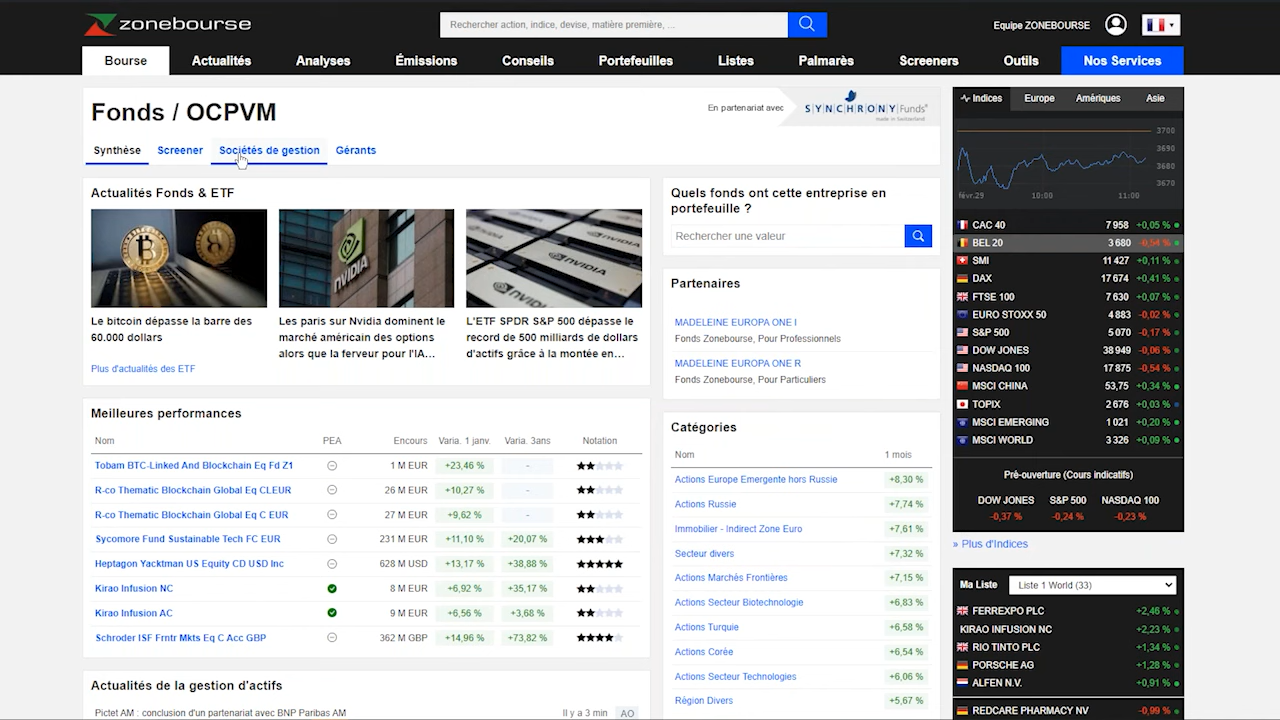 zonebourse
Rechercher action, indice, devise, matière première, ...
Equipe ZONEBOURSE
Bourse Actualités Analyses Émissions Conseils Portefeuilles Listes Palmarès Screeners Outils Nos Services
Fonds / OCPVM
En partenariat avec
SYNCHRONY Funds
made in Switzerland
Synthèse Screener Sociétés de gestion Gérants
Actualités Fonds & ETF
NVIDIA
Le bitcoin dépasse la barre des
60.000 dollars
Les paris sur Nvidia dominent le
marché américain des options
alors que la ferveur pour l'IA...
L'ETF SPDR S&P 500 dépasse le
record de 500 milliards de dollars
d'actifs grâce à la montée en...
Plus d'actualités des ETF
Meilleures performances
Nom PEA Encours Varia. 1 janv. Varia. 3ans Notation
Tobam BTC-Linked And Blockchain Eq Fd Z1 1 M EUR +23,46 % -
R-co Thematic Blockchain Global Eq CLEUR 26 M EUR +10,27 % -
R-co Thematic Blockchain Global Eq C EUR 27 M EUR +9,62 % -
Sycomore Fund Sustainable Tech FC EUR 231 M EUR +11,10 % +20,07 %
Heptagon Yacktman US Equity CD USD Inc 628 M USD +13,17 % +38,88 %
Kirao Infusion NC 8 M EUR +6,92 % +35,17 %
Kirao Infusion AC 9 M EUR +6,56 % +3,68 %
Schroder ISF Frntr Mkts Eq C Acc GBP 362 M GBP +14,96 % +73,82 %
Actualités de la gestion d'actifs
Pictet AM : conclusion d'un partenariat avec BNP Paribas AM Il y a 3 min AO
Quels fonds ont cette entreprise en
portefeuille ?
Rechercher une valeur
Partenaires
MADELEINE EUROPA ONE I
Fonds Zonebourse, Pour Professionnels
MADELEINE EUROPA ONE R
Fonds Zonebourse, Pour Particuliers
Catégories
Nom 1 mois
Actions Europe Emergente hors Russie +8,30 %
Actions Russie +7,74 %
Immobilier - Indirect Zone Euro +7,61 %
Secteur divers +7,32 %
Actions Marchés Frontières +7,15 %
Actions Secteur Biotechnologie +6,83 %
Actions Turquie +6,58 %
Actions Corée +6,54 %
Actions Secteur Technologies +6,06 %
Région Divers +5,67 %
Indices Europe Amériques Asie
3700
3690
3680
3670
févr.29 10:00 11:00
CAC 40 7 958 +0,05 %
BEL 20 3 680 -0,54 %
SMI 11 427 +0,11 %
DAX 17 674 +0,41 %
FTSE 100 7 630 +0,07 %
EURO STOXX 50 4 883 -0,02 %
S&P 500 5 070 -0,17 %
DOW JONES 38 949 -0,06 %
NASDAQ 100 17 875 -0,54 %
MSCI CHINA 53,75 +0,34 %
TOPIX 2 676 +0,03 %
MSCI EMERGING 1 021 +0,20 %
MSCI WORLD 3 326 +0,09 %
Pré-ouverture (Cours indicatifs)
DOW JONES S&P 500 NASDAQ 100
-0,37 % -0,24 % -0,23 %
» Plus d'Indices
Ma Liste Liste 1 World (33)
FERREXPO PLC +2,46 %
KIRAO INFUSION NC +2,23 %
RIO TINTO PLC +1,34 %
PORSCHE AG +1,28 %
ALFEN N.V. +0,91 %
REDCARE PHARMACY NV -0,99 %